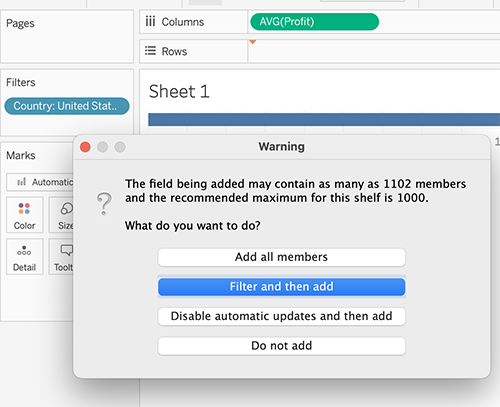 Pages
Columns
AVG(Profit)
Rows
Filters
Country: United Stat..
Sheet 1
Marks
Automatic
Color
Size
Detail
Toolt
Warning
The field being added may contain as many as 1102 members
and the recommended maximum for this shelf is 1000.
What do you want to do?
Add all members
Filter and then add
Disable automatic updates and then add
Do not add